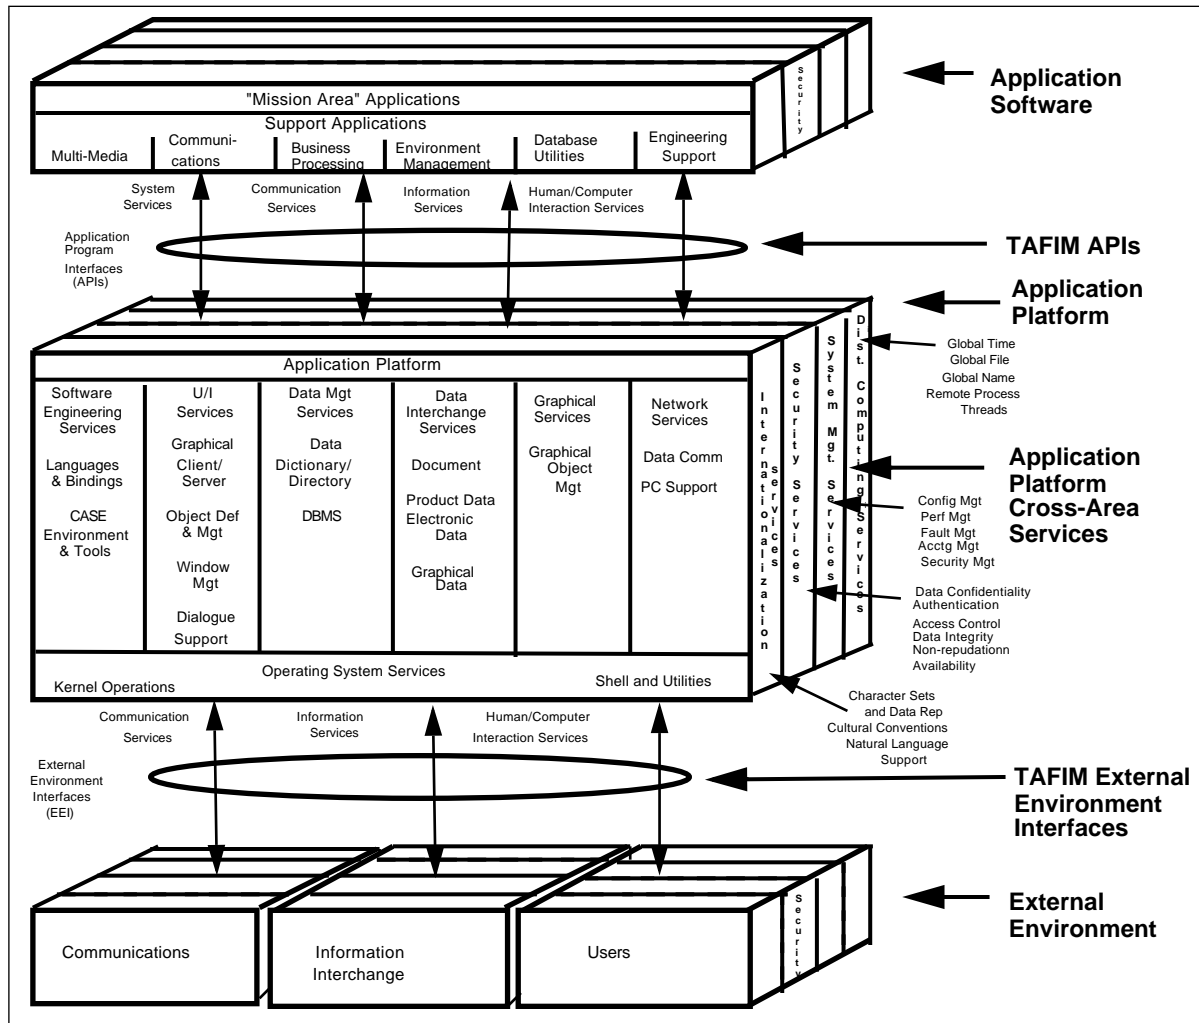 Security
Application
Software
"Mission Area" Applications
Support Applications
Multi-Media
Communi-
cations
Business
Processing
Environment
Management
Database
Utilities
Engineering
Support
System
Services
Communication
Services
Information
Services
Human/Computer
Interaction Services
Application
Program
Interfaces
(APIs)
TAFIM APIs
Application
Platform
Application Platform
Software
Engineering
Services
Languages
& Bindings
CASE
Environment
& Tools
U/I
Services
Graphical
Client/
Server
Object Def
& Mgt
Window
Mgt
Dialogue
Support
Data Mgt
Services
Data
Dictionary/
Directory
DBMS
Data
Interchange
Services
Document
Product Data
Electronic
Data
Graphical
Data
Graphical
Services
Graphical
Object
Mgt
Network
Services
Data Comm
PC Support
Internationalization
services
Security Services
System Mgt. Services
Dist. Computing Services
Global Time
Global File
Global Name
Remote Process
Threads
Application
Platform
Cross-Area
Services
Config Mgt
Perf Mgt
Fault Mgt
Acctg Mgt
Security Mgt
Data Confidentiality
Authentication
Access Control
Data Integrity
Non-repudationn
Availability
Character Sets
and Data Rep
Cultural Conventions
Natural Language
Support
Operating System Services
Kernel Operations
Shell and Utilities
Communication
Services
Information
Services
Human/Computer
Interaction Services
External
Environment
Interfaces
(EEI)
TAFIM External
Environment
Interfaces
Communications
Information
Interchange
Users
Security
External
Environment